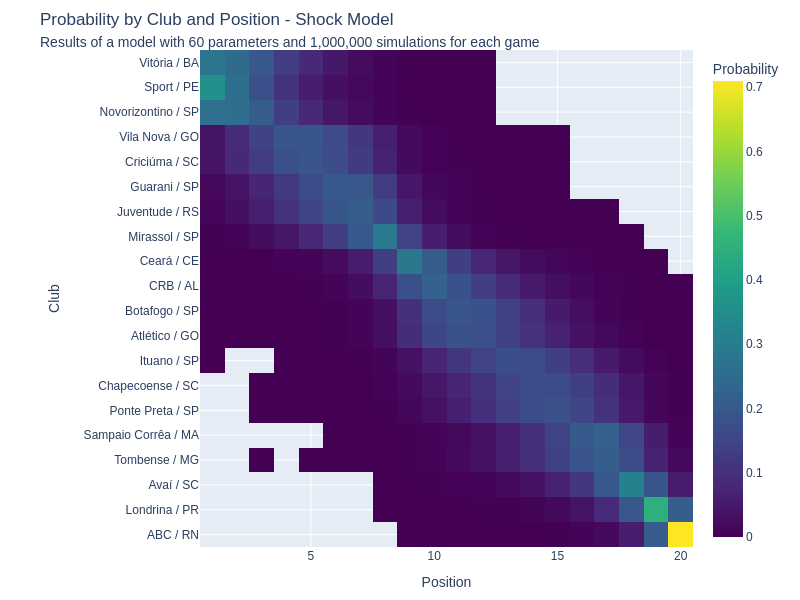 Probability by Club and Position - Shock Model
Results of a model with 60 parameters and 1,000,000 simulations for each game
Probability
Vitória / BA
Sport / PE
Novorizontino / SP
Vila Nova / GO
Criciúma / SC
Guarani / SP
Juventude / RS
Mirassol / SP
Ceará / CE
CRB / AL
Botafogo / SP
Atlético / GO
Ituano / SP
Chapecoense / SC
Ponte Preta / SP
Sampaio Corrêa / MA
Tombense / MG
Avaí / SC
Londrina / PR
ABC / RN
Club
5
10
15
20
Position
0.7
0.6
0.5
0.4
0.3
0.2
0.1
0